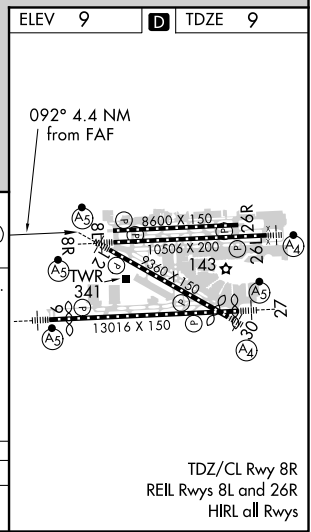 ELEV 9 D TDZE 9
092° 4.4 NM
from FAF
A5
P
8L
8600 X 150
26R
P
P
8R
10506 X 200
26L
A4
A5
12
P
9360 X 150
143
P
TWR
341
A5
9
P
P
27
A5
13016 X 150
30
A4
TDZ/CL Rwy 8R
REIL Rwys 8L and 26R
HIRL all Rwys